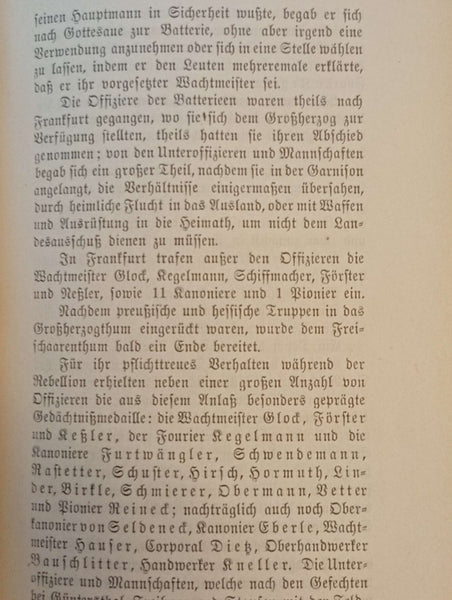 seinen Hauptmann in Sicherheit wußte, begab er sich
nach Gottesaue zur Batterie, ohne aber irgend eine
Verwendung anzunehmen oder sich in eine Stelle wählen
zu lassen, indem er den Leuten mehreremale erklärte,
daß er ihr vorgesetzter Wachtmeister sei.
Die Offiziere der Batterieen waren theils nach
Frankfurt gegangen, wo sie sich dem Großherzog zur
Verfügung stellten, theils hatten sie ihren Abschied
genommen; von den Unteroffizieren und Mannschaften
begab sich ein großer Theil, nachdem sie in der Garnison
angelangt, die Verhältnisse einigermaßen übersahen,
durch heimliche Flucht in das Ausland, oder mit Waffen
und Ausrüstung in die Heimath, um nicht dem Lan-
desausschuß dienen zu müssen.
In Frankfurt trafen außer den Offizieren die
Wachtmeister Glock, Kegelmann, Schiffmacher, Förster
und Neßler, sowie 11 Kanoniere und 1 Pionier ein.
Nachdem preußische und hessische Truppen in das
Großherzogthum eingerückt waren, wurde dem Frei-
schaarenthum bald ein Ende bereitet.
Für ihr pflichttreues Verhalten während der
Rebellion erhielten neben einer großen Anzahl von
Offizieren die aus diesem Anlaß besonders geprägte
Gedächtnißmedaille: die Wachtmeister Glock, Förster
und Keßler, der Fourier Kegelmann und die
Kanoniere Furtwängler, Schwendemann,
Rastetter, Schuster, Hirsch, Hormuth, Lin-
der, Birkle, Schmierer, Obermann, Vetter
und Pionier Reineck; nachträglich auch noch Ober-
kanonier von Seldeneck, Kanonier Eberle, Wacht-
meister Hauser, Corporal Dietz, Oberhandwerker
Bauschlitter, Handwerker Kneller. Die Unter-
offiziere und Mannschaften, welche nach den Gefechten